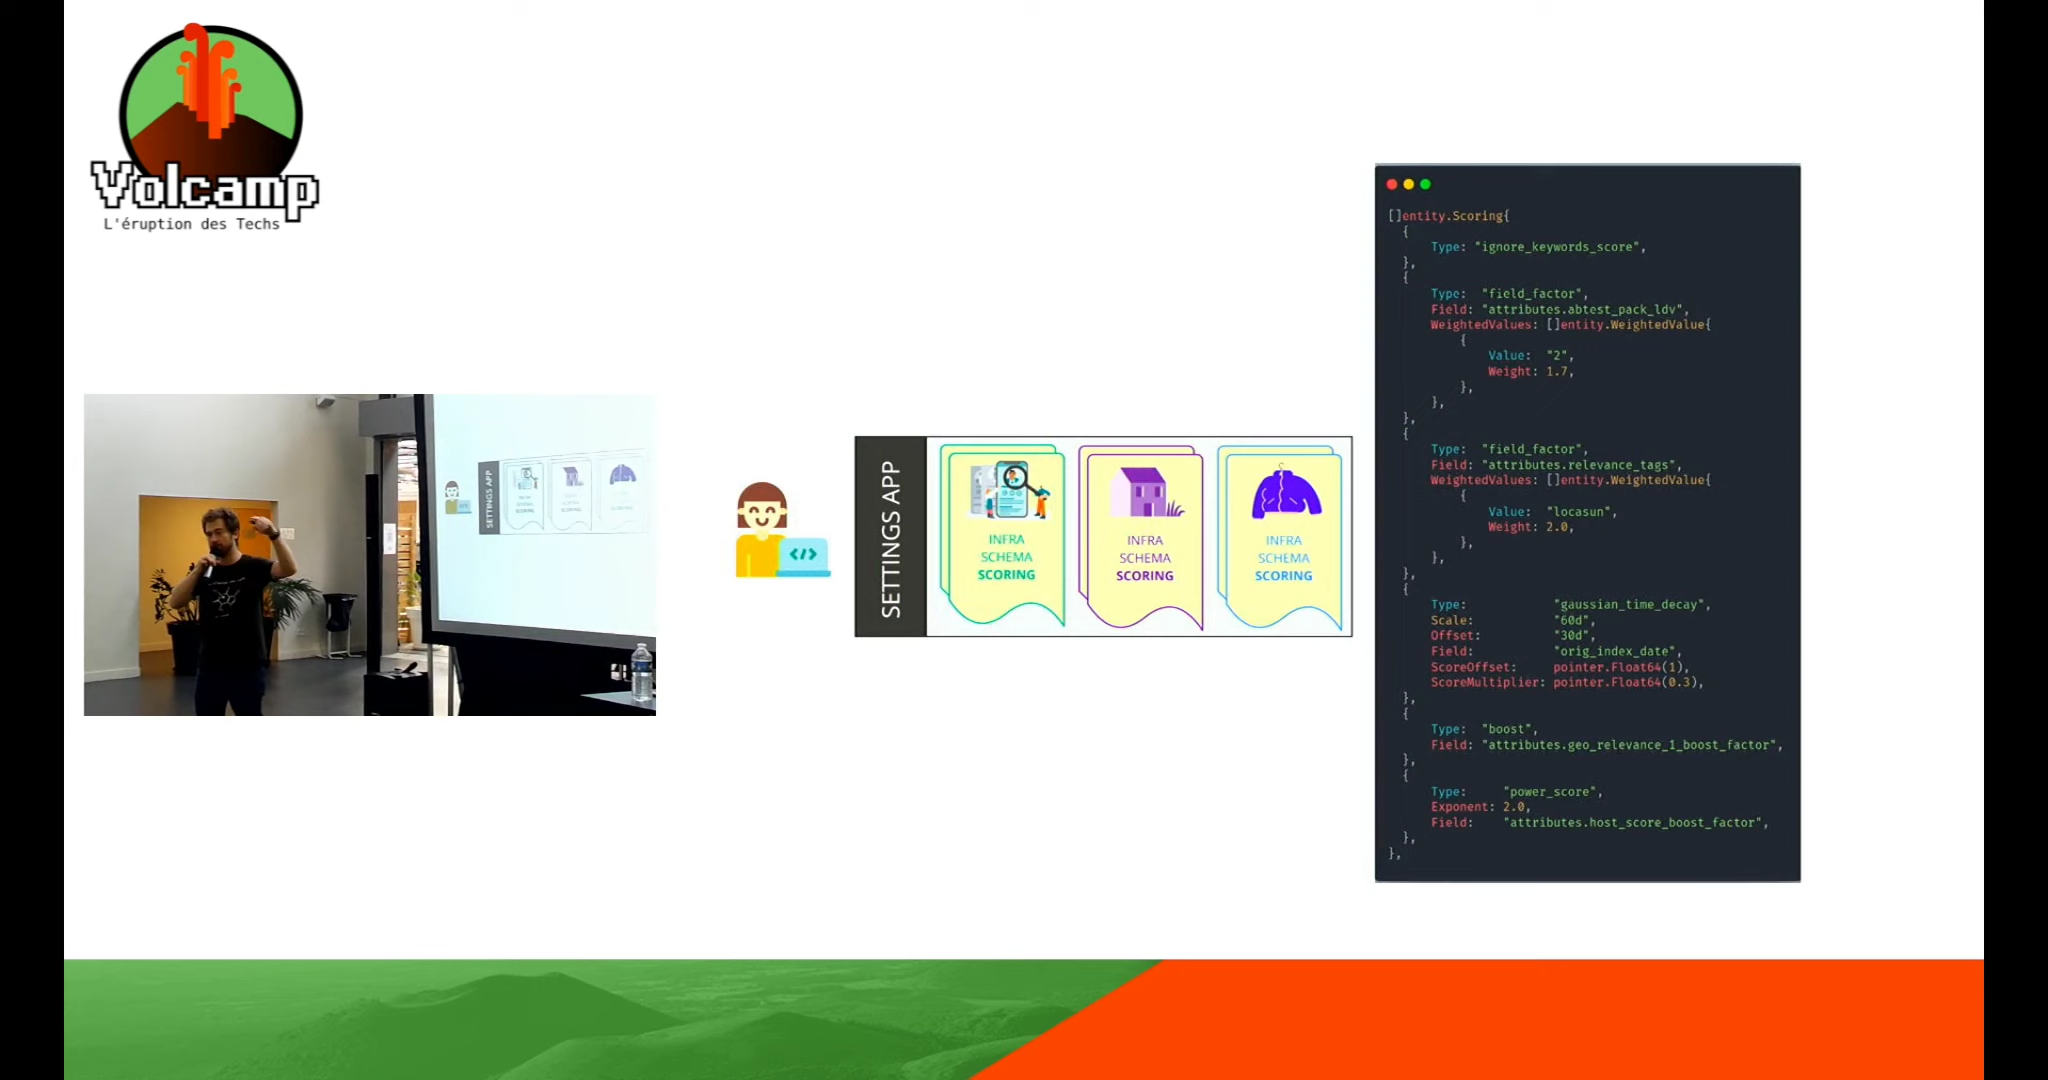 Volcamp
L'éruption des Techs
</>
SETTINGS APP
INFRA
SCHEMA
SCORING
INFRA
SCHEMA
SCORING
INFRA
SCHEMA
SCORING
[]entity.Scoring{
{
Type: "ignore_keywords_score",
},
{
Type: "field_factor",
Field: "attributes.abtest_pack_ldv",
WeightedValues: []entity.WeightedValue{
{
Value: "2",
Weight: 1.7,
},
},
},
{
Type: "field_factor",
Field: "attributes.relevance_tags",
WeightedValues: []entity.WeightedValue{
{
Value: "locasun",
Weight: 2.0,
},
},
},
{
Type: "gaussian_time_decay",
Scale: "60d",
Offset: "30d",
Field: "orig_index_date",
ScoreOffset: pointer.Float64(1),
ScoreMultiplier: pointer.Float64(0.3),
},
{
Type: "boost",
Field: "attributes.geo_relevance_1_boost_factor",
},
{
Type: "power_score",
Exponent: 2.0,
Field: "attributes.host_score_boost_factor",
},
},